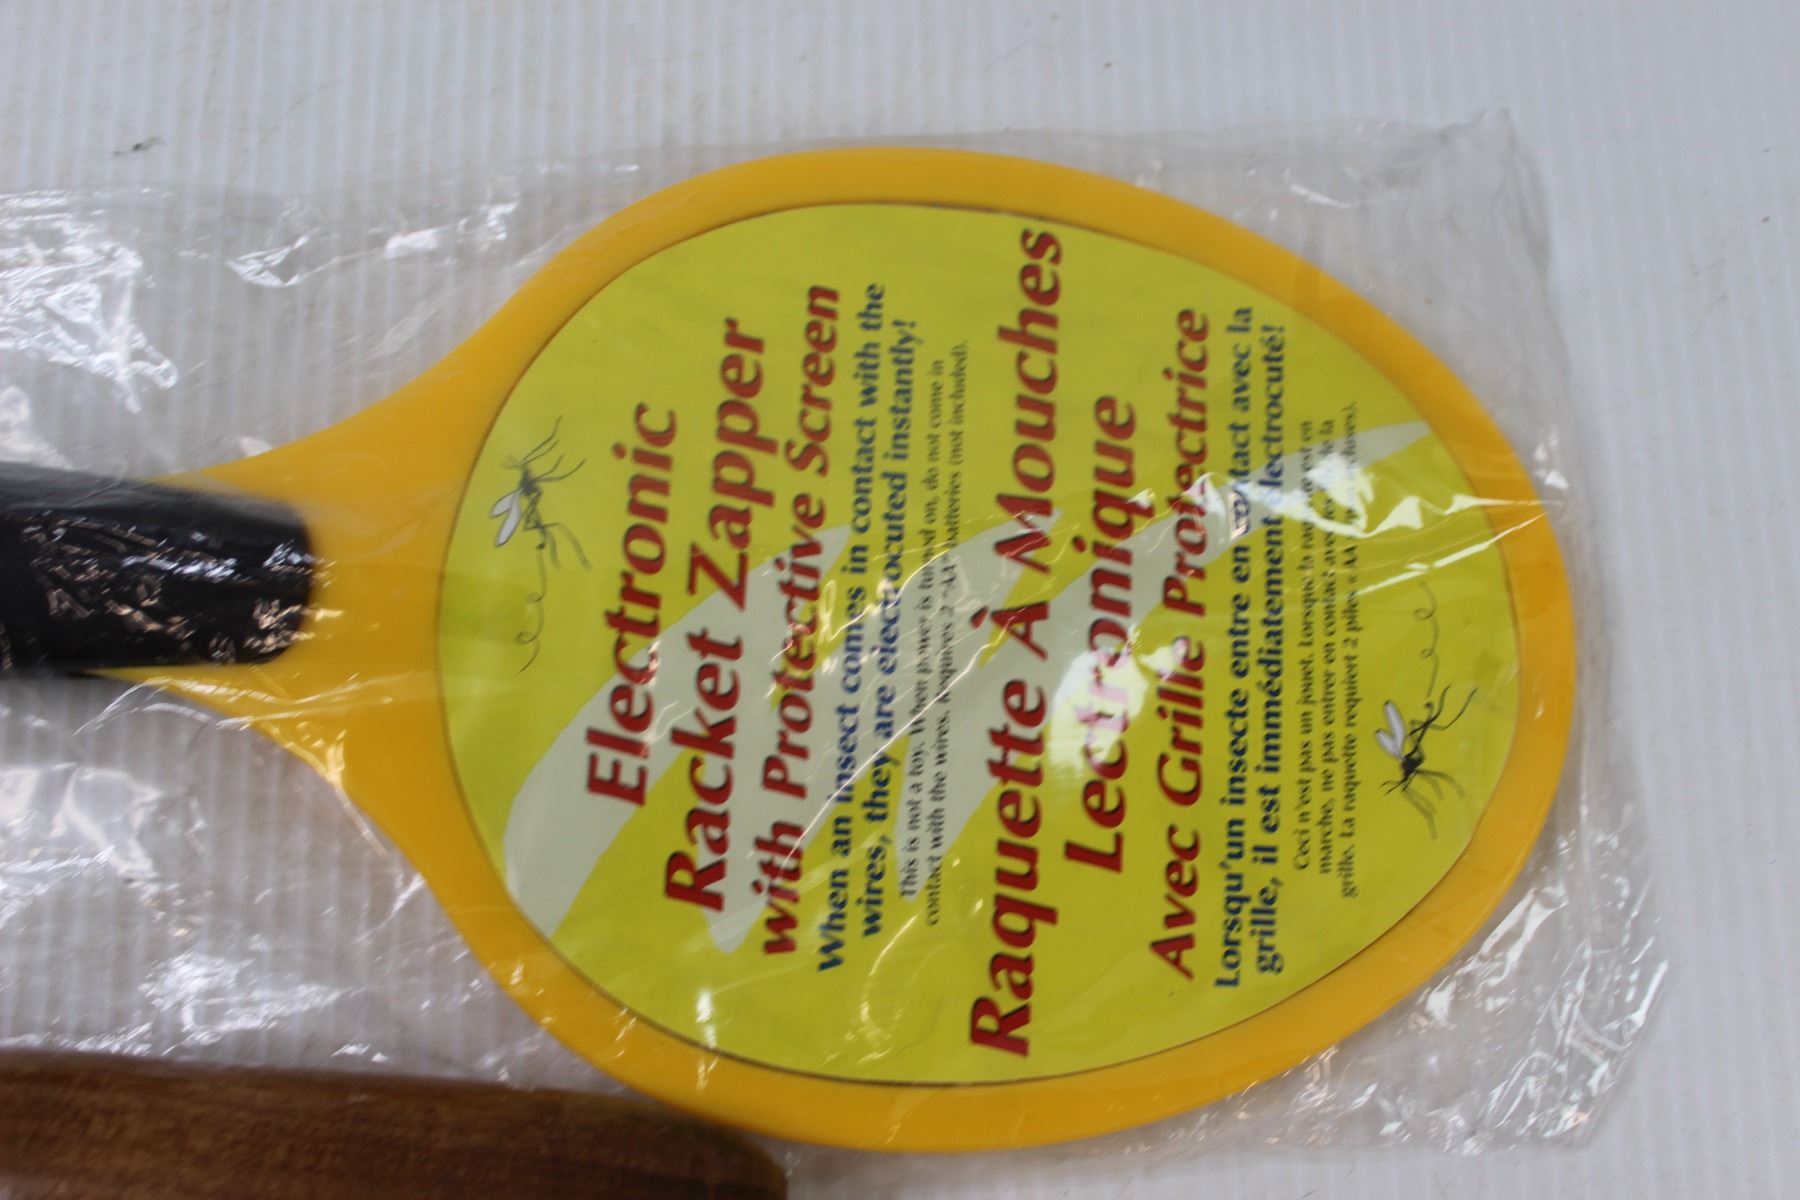 Electronic
Racket Zapper
with Protective Screen
When an insect comes in contact with the
wires, they are electrocuted instantly!
This is not a toy. When power is turned on, do not come in
contact with the wires. Requires 2 "AA" batteries (not included).
Raquette À Mouches
Lectronique
Avec Grille Protectrice
Lorsqu'un insecte entre en contact avec la
grille, il est immédiatement électrocuté!
Ceci n'est pas un jouet. Lorsque la raquette est en
marche, ne pas entrer en contact avec les de la
grille. La raquette requiert 2 piles « AA